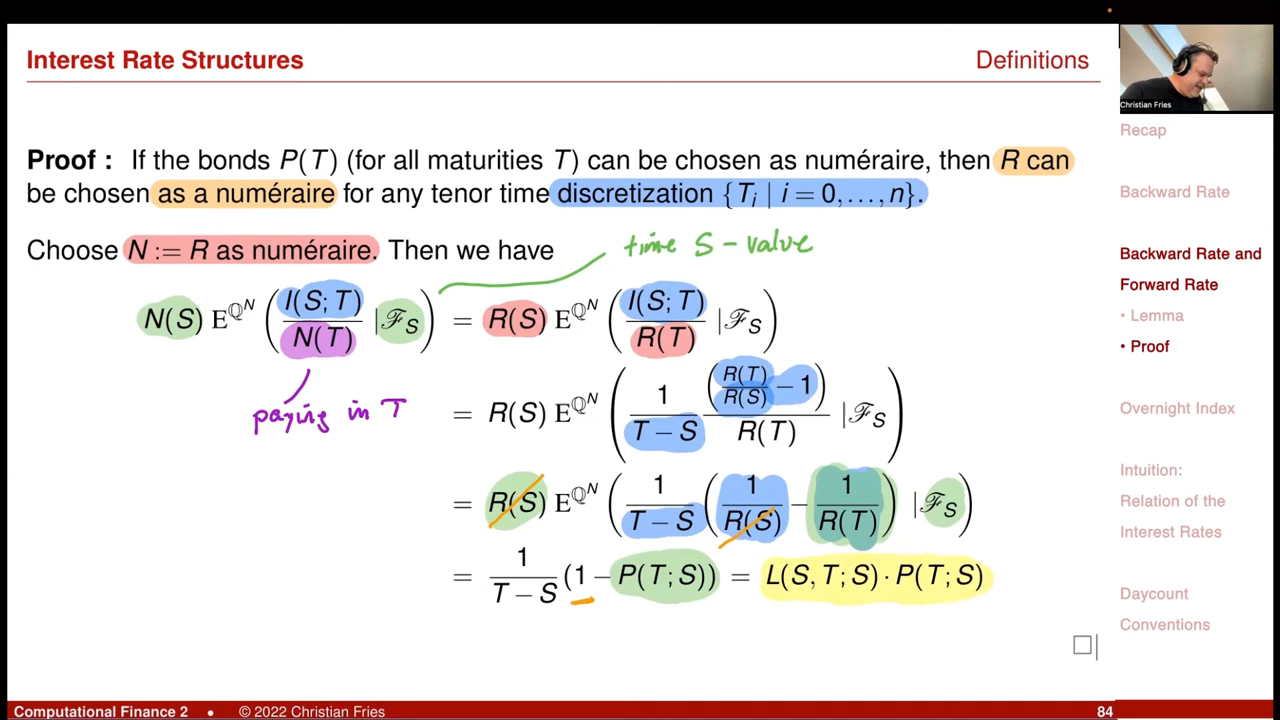 Interest Rate Structures
Definitions
Christian Fries
Proof : If the bonds P(T) (for all maturities T) can be chosen as numéraire, then R can
be chosen as a numéraire for any tenor time discretization {T_i | i = 0, . . . , n}.
Choose N := R as numéraire. Then we have
time S - value
N(S) E^{ℚ^N} ( I(S; T) / N(T) | ℱ_S ) = R(S) E^{ℚ^N} ( I(S; T) / R(T) | ℱ_S )
paying in T
= R(S) E^{ℚ^N} ( 1 / (T − S) · ( R(T) / R(S) − 1 ) / R(T) | ℱ_S )
= R(S) E^{ℚ^N} ( 1 / (T − S) ( 1 / R(S) − 1 / R(T) ) | ℱ_S )
= 1 / (T − S) (1 − P(T; S)) = L(S, T; S) · P(T; S)
□
Recap
Backward Rate
Backward Rate and
Forward Rate
• Lemma
• Proof
Overnight Index
Intuition:
Relation of the
Interest Rates
Daycount
Conventions
Computational Finance 2 • © 2022 Christian Fries
84